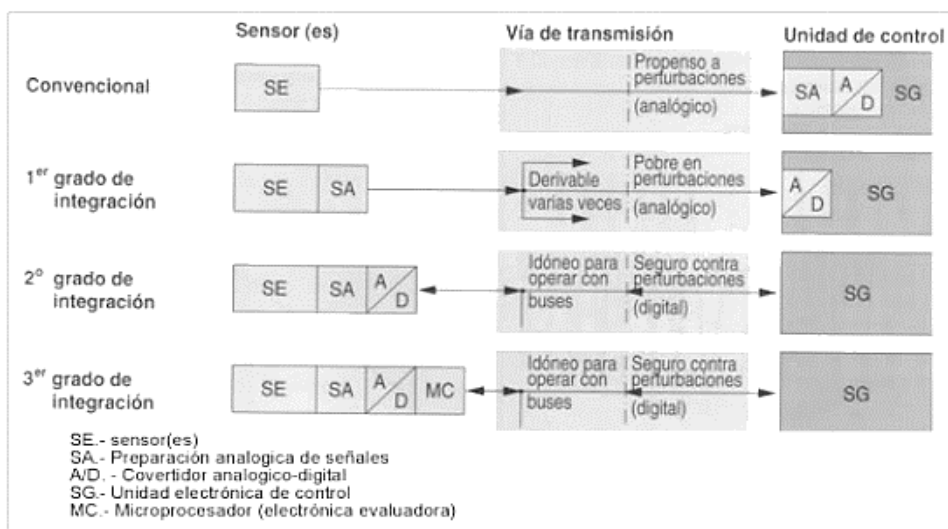 Sensor (es)
Vía de transmisión
Unidad de control
Convencional
SE
Propenso a
perturbaciones
(analógico)
SA
A
D
SG
1er grado de
integración
SE
SA
Derivable
varias veces
Pobre en
perturbaciones
(analógico)
A
D
SG
2o grado de
integración
SE
SA
A
D
Idóneo para
operar con
buses
Seguro contra
perturbaciones
(digital)
SG
3er grado de
integración
SE
SA
A
D
MC
Idóneo para
operar con
buses
Seguro contra
perturbaciones
(digital)
SG
SE.- sensor(es)
SA.- Preparación analogica de señales
A/D. - Covertidor analogico-digital
SG.- Unidad electrónica de control
MC.- Microprocesador (electrónica evaluadora)